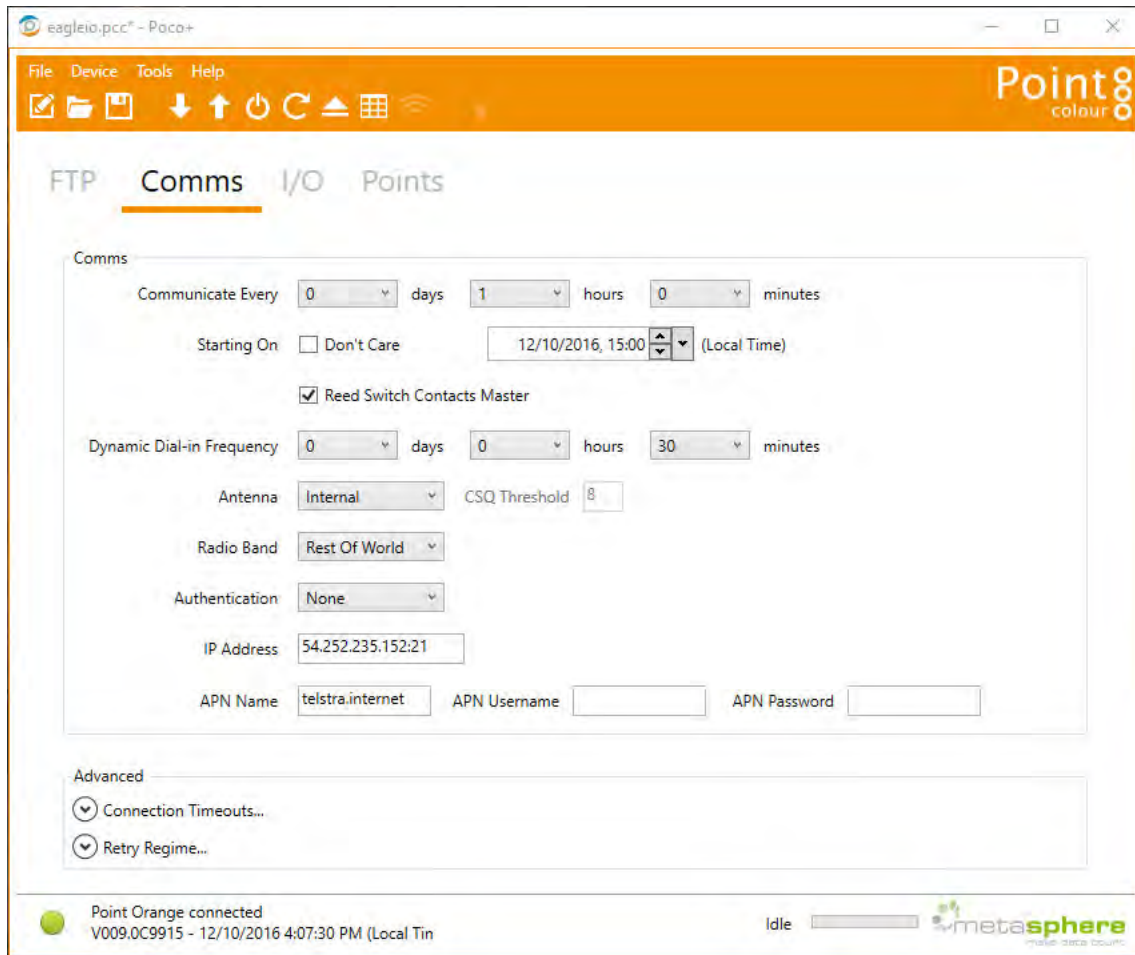 eagleio.pcc* - Poco+
File Device Tools Help
Point8
colour
FTP Comms I/O Points
Comms
Communicate Every 0 days 1 hours 0 minutes
Starting On Don't Care 12/10/2016, 15:00 (Local Time)
Reed Switch Contacts Master
Dynamic Dial-in Frequency 0 days 0 hours 30 minutes
Antenna Internal CSQ Threshold 8
Radio Band Rest Of World
Authentication None
IP Address 54.252.235.152:21
APN Name telstra.internet APN Username APN Password
Advanced
Connection Timeouts...
Retry Regime...
Point Orange connected
V009.0C9915 - 12/10/2016 4:07:30 PM (Local Tin
Idle
metasphere
make data count